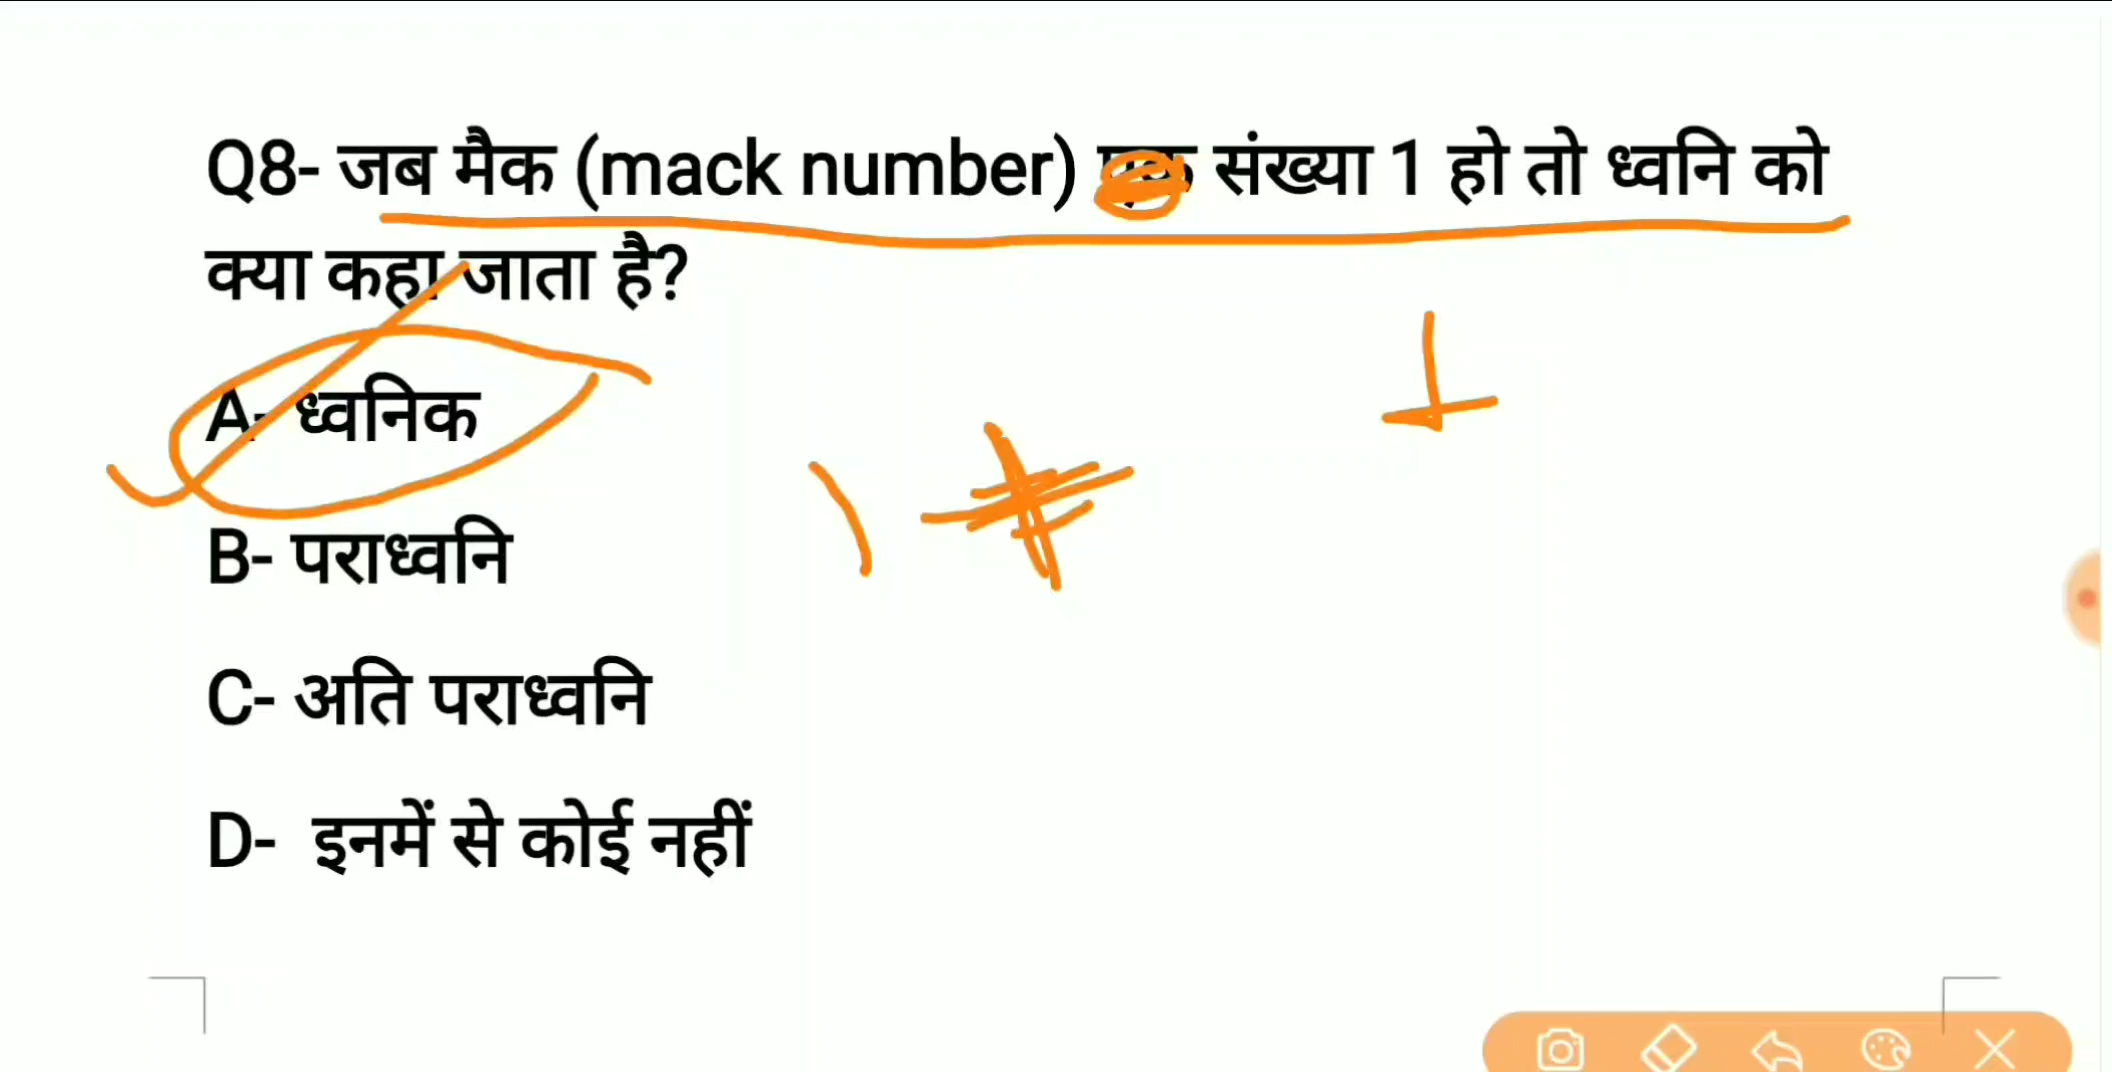 Q8- जब मैक (mack number) संख्या 1 हो तो ध्वनि को
क्या कहा जाता है?
A- ध्वनिक
B- पराध्वनि
C- अति पराध्वनि
D- इनमें से कोई नहीं